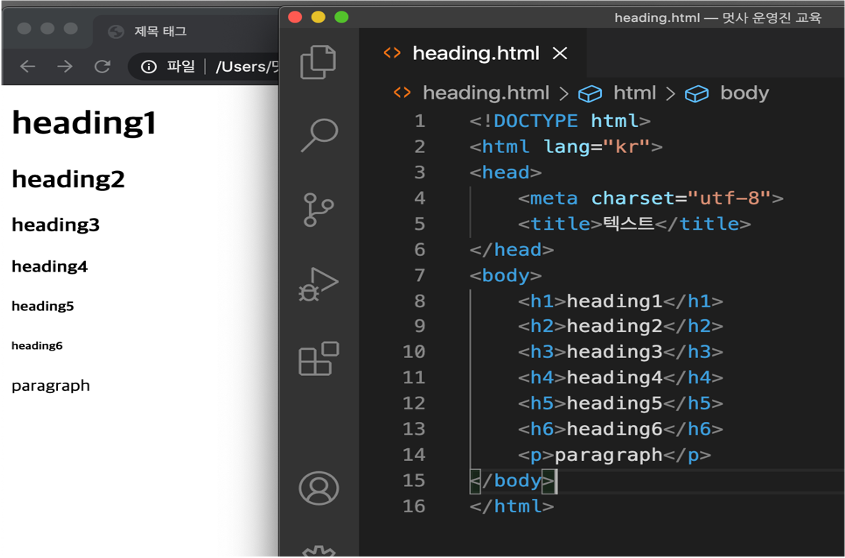 제목 태그
파일 | /Users/멋
heading1
heading2
heading3
heading4
heading5
heading6
paragraph
heading.html — 멋사 운영진 교육
<> heading.html ×
<> heading.html > html > body
1 <!DOCTYPE html>
2 <html lang="kr">
3 <head>
4 <meta charset="utf-8">
5 <title>텍스트</title>
6 </head>
7 <body>
8 <h1>heading1</h1>
9 <h2>heading2</h2>
10 <h3>heading3</h3>
11 <h4>heading4</h4>
12 <h5>heading5</h5>
13 <h6>heading6</h6>
14 <p>paragraph</p>
15 </body>
16 </html>